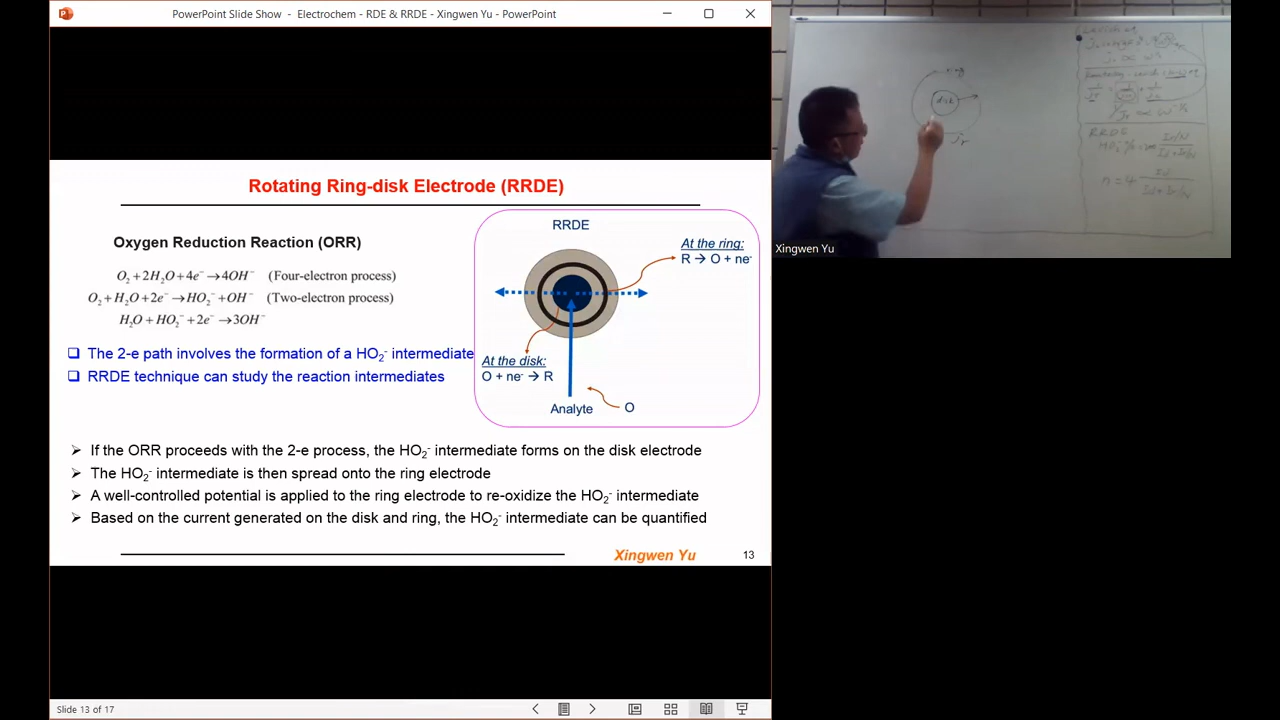 PowerPoint Slide Show - Electrochem - RDE & RRDE - Xingwen Yu - PowerPoint
Rotating Ring-disk Electrode (RRDE)
Oxygen Reduction Reaction (ORR)
O₂ + 2H₂O + 4e⁻ → 4OH⁻ (Four-electron process)
O₂ + H₂O + 2e⁻ → HO₂⁻ + OH⁻ (Two-electron process)
H₂O + HO₂⁻ + 2e⁻ → 3OH⁻
❑ The 2-e path involves the formation of a HO₂⁻ intermediate
❑ RRDE technique can study the reaction intermediates
RRDE
At the ring:
R → O + ne⁻
At the disk:
O + ne⁻ → R
Analyte
O
➢ If the ORR proceeds with the 2-e process, the HO₂⁻ intermediate forms on the disk electrode
➢ The HO₂⁻ intermediate is then spread onto the ring electrode
➢ A well-controlled potential is applied to the ring electrode to re-oxidize the HO₂⁻ intermediate
➢ Based on the current generated on the disk and ring, the HO₂⁻ intermediate can be quantified
Xingwen Yu
13
Slide 13 of 17
ring
disk
RRDE
Xingwen Yu